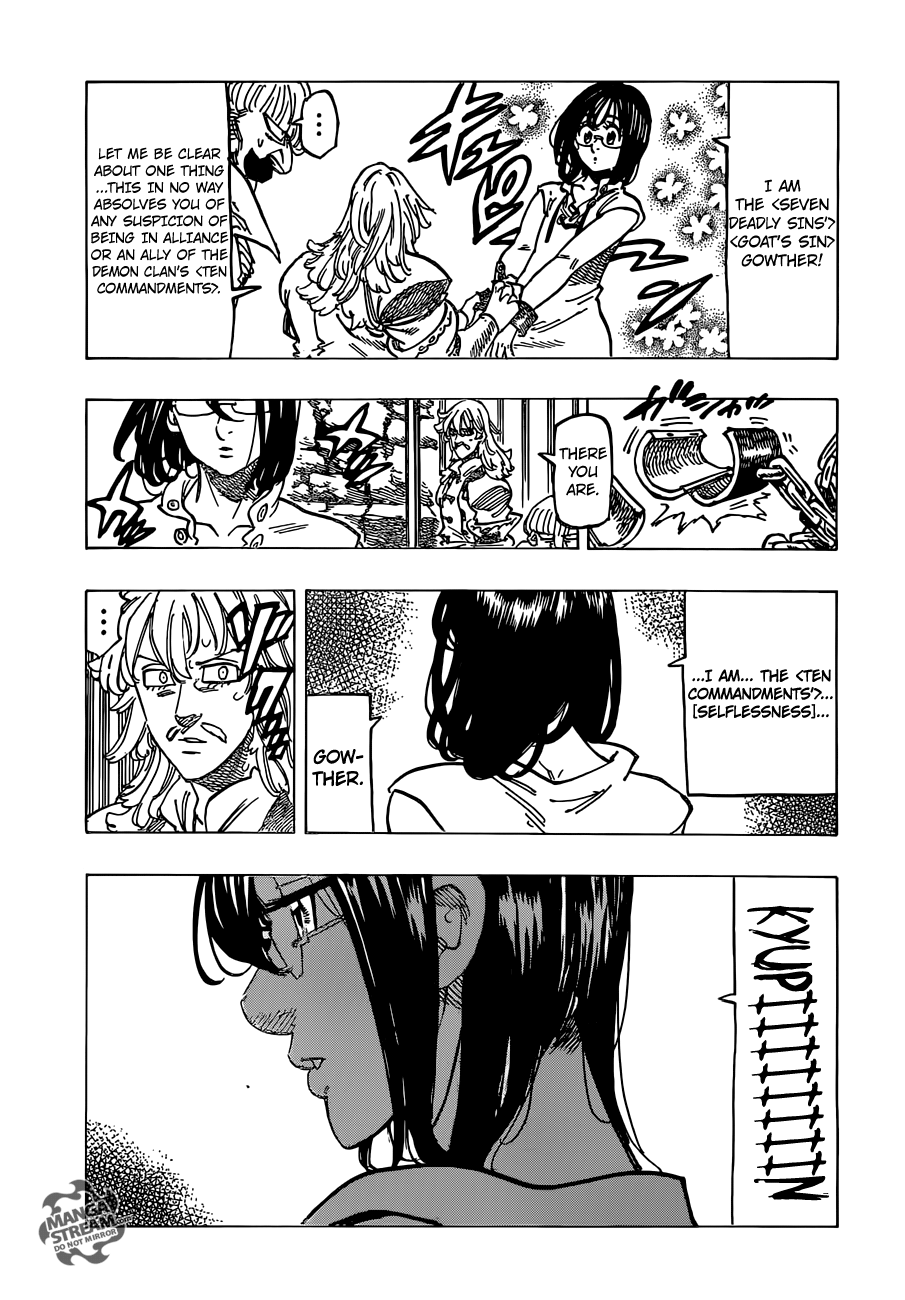 I AM
THE <SEVEN
DEADLY SINS'>
<GOAT'S SIN>
GOWTHER!
...
LET ME BE CLEAR
ABOUT ONE THING
...THIS IN NO WAY
ABSOLVES YOU OF
ANY SUSPICION OF
BEING IN ALLIANCE
OR AN ALLY OF THE
DEMON CLAN'S <TEN
COMMANDMENTS>.
THERE
YOU
ARE.
...I AM... THE <TEN
COMMANDMENTS'>...
[SELFLESSNESS]...
GOW-
THER.
...
KYUPIIIIIIIIN
MANGA
STREAM.com
DO NOT MIRROR